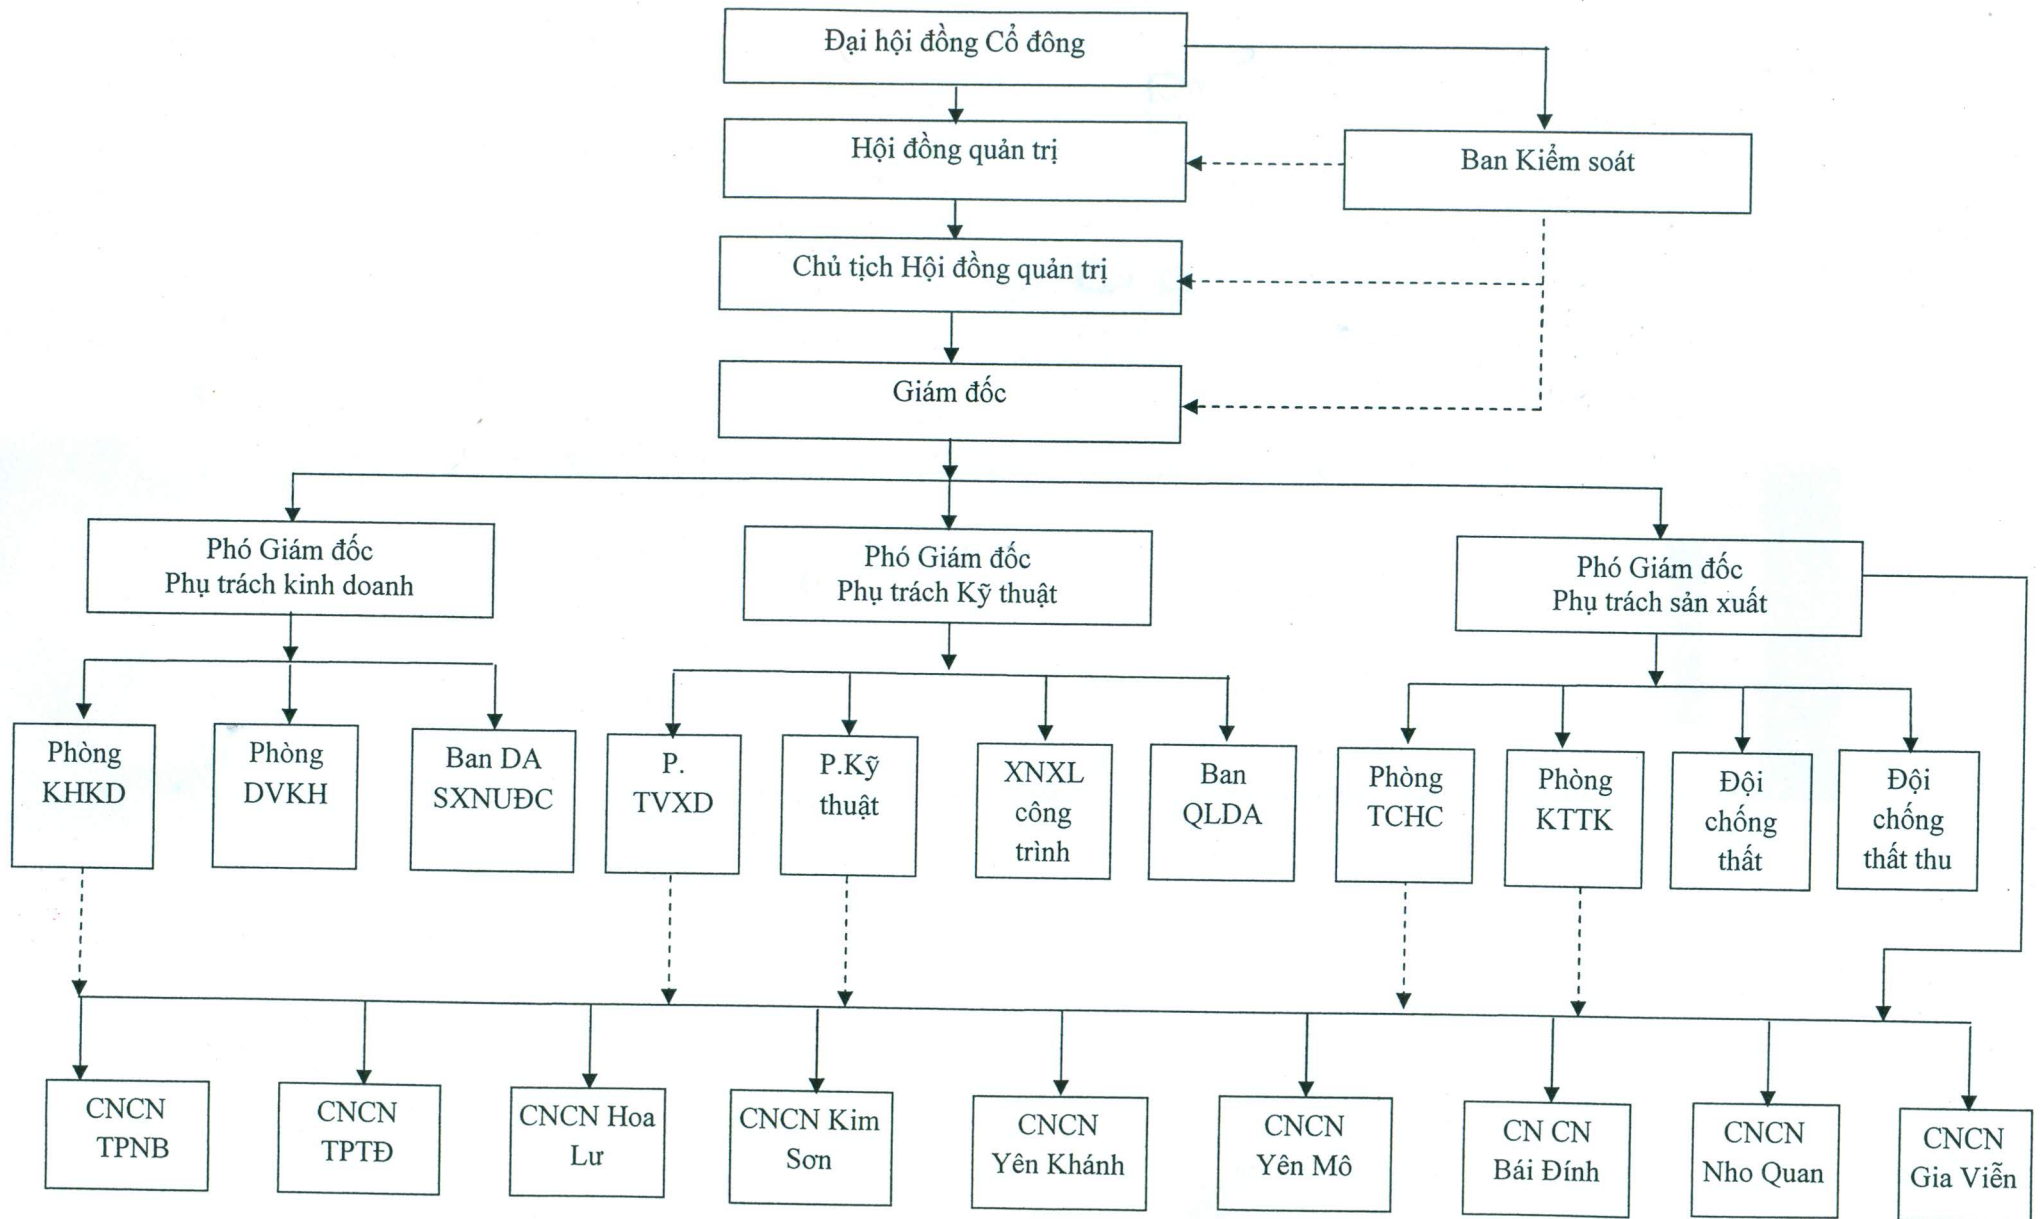 Đại hội đồng Cổ đông
Hội đồng quản trị
Ban Kiểm soát
Chủ tịch Hội đồng quản trị
Giám đốc
Phó Giám đốc
Phụ trách kinh doanh
Phó Giám đốc
Phụ trách Kỹ thuật
Phó Giám đốc
Phụ trách sản xuất
Phòng
KHKD
Phòng
DVKH
Ban DA
SXNUĐC
P.
TVXD
P.Kỹ
thuật
XNXL
công
trình
Ban
QLDA
Phòng
TCHC
Phòng
KTTK
Đội
chống
thất
Đội
chống
thất thu
CNCN
TPNB
CNCN
TPTĐ
CNCN Hoa
Lư
CNCN Kim
Sơn
CNCN
Yên Khánh
CNCN
Yên Mô
CN CN
Bái Đính
CNCN
Nho Quan
CNCN
Gia Viễn